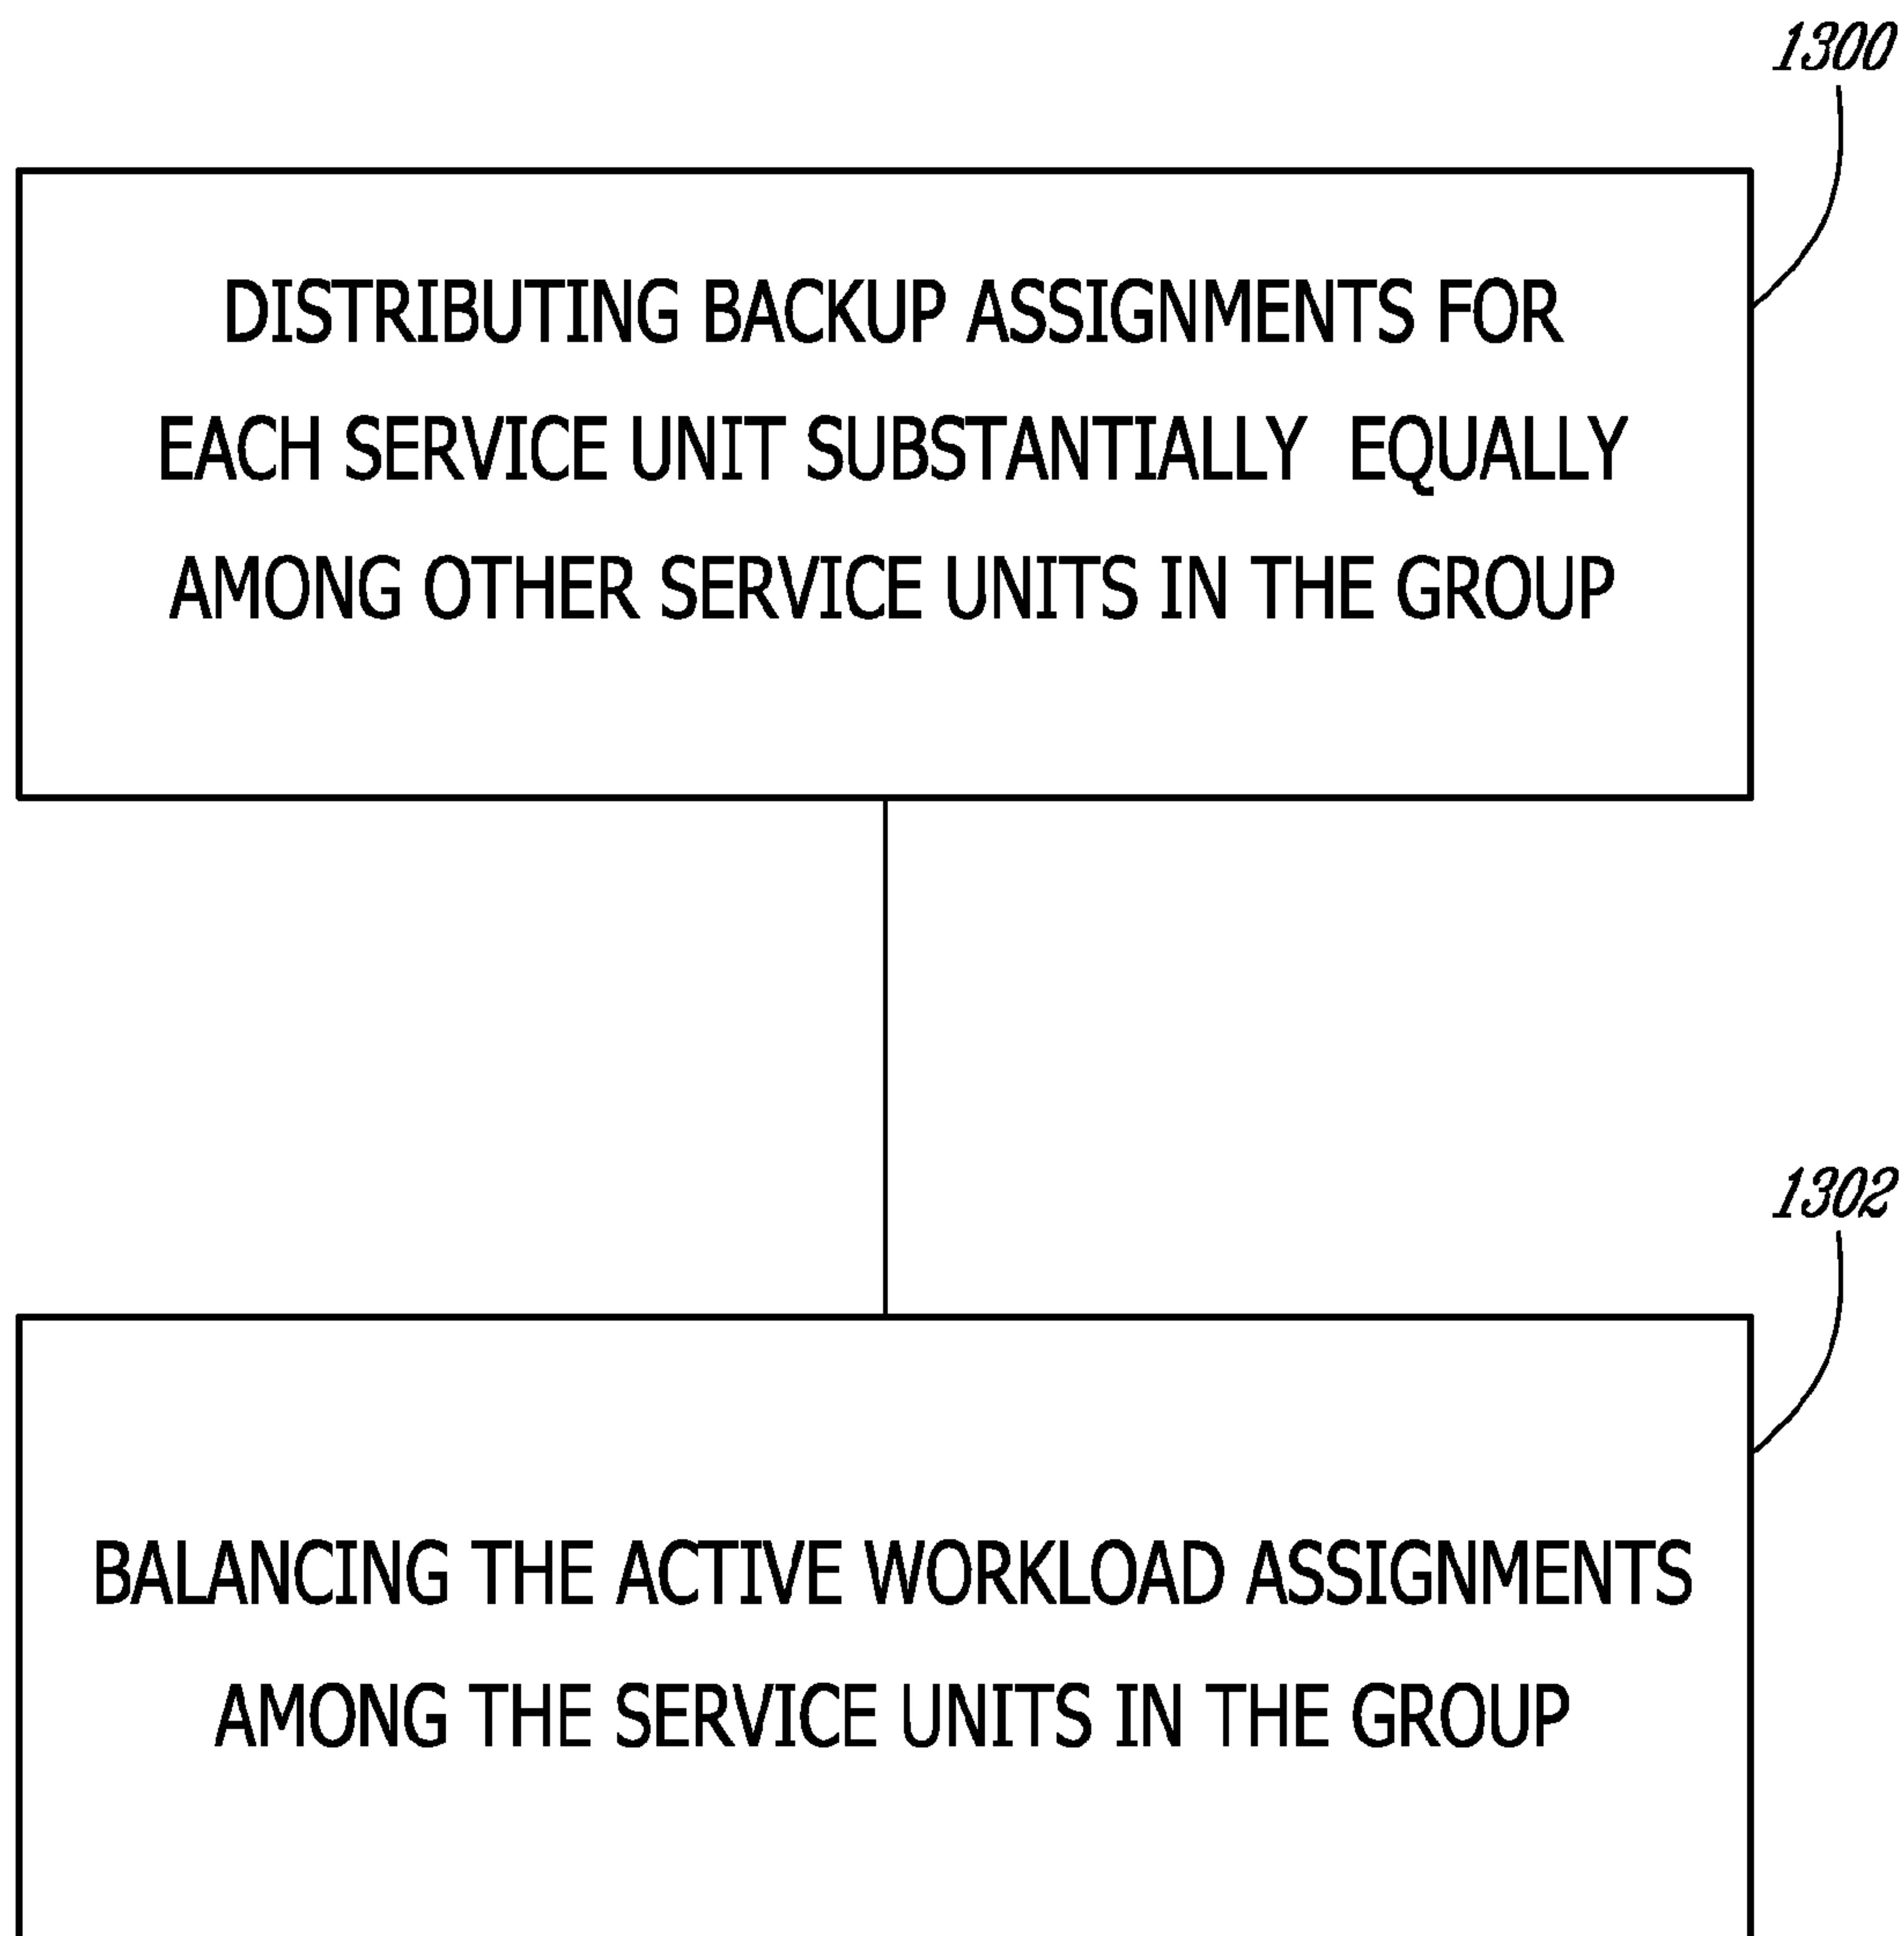 1300
DISTRIBUTING BACKUP ASSIGNMENTS FOR
EACH SERVICE UNIT SUBSTANTIALLY EQUALLY
AMONG OTHER SERVICE UNITS IN THE GROUP
1302
BALANCING THE ACTIVE WORKLOAD ASSIGNMENTS
AMONG THE SERVICE UNITS IN THE GROUP